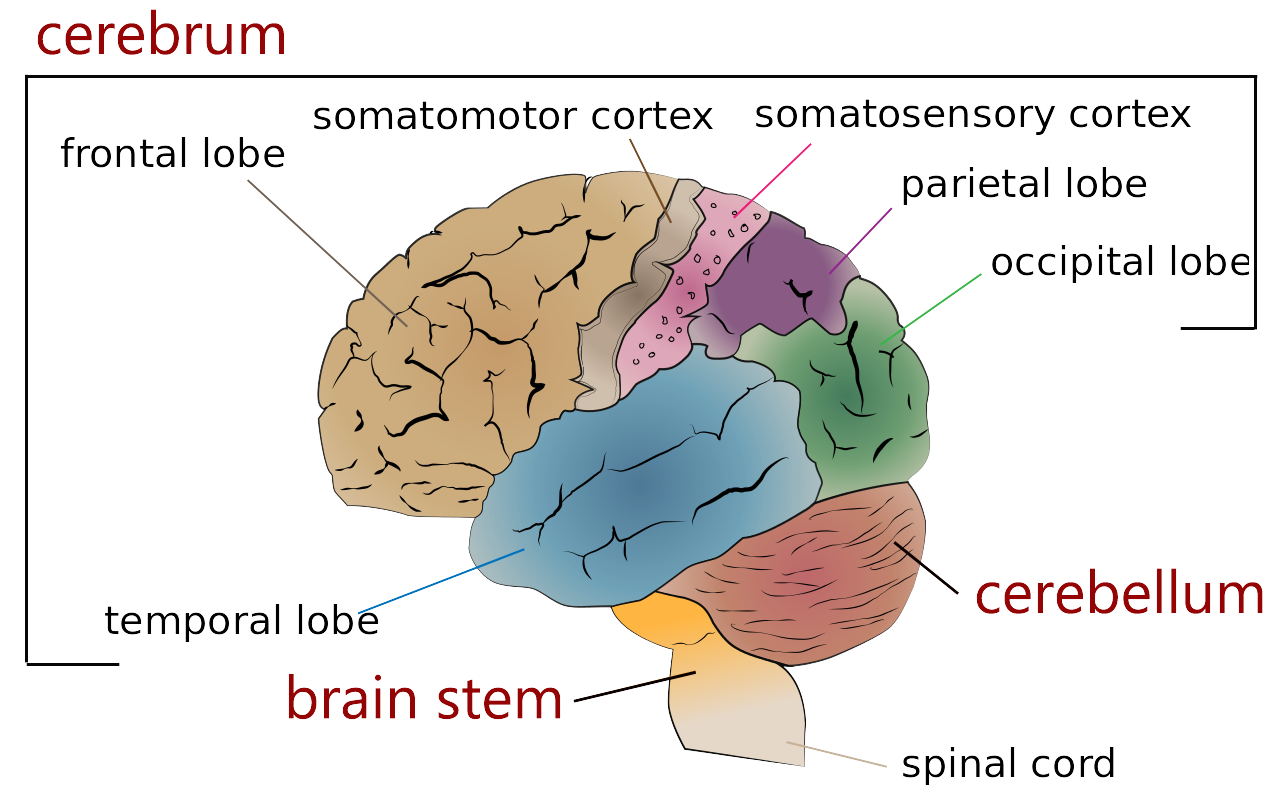 cerebrum
somatomotor cortex
somatosensory cortex
frontal lobe
parietal lobe
occipital lobe
cerebellum
temporal lobe
brain stem
spinal cord